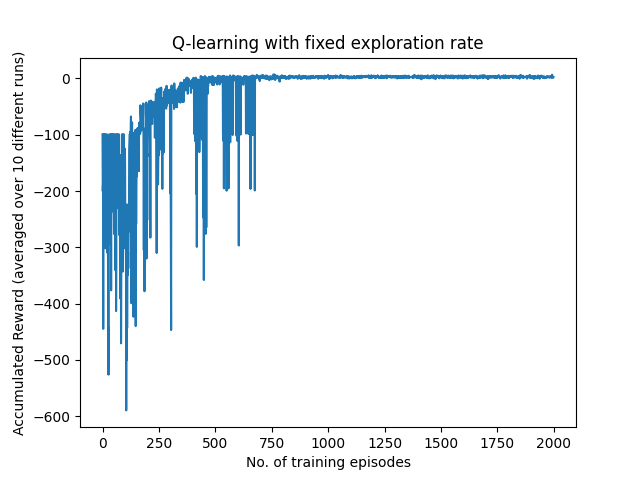 Q-learning with fixed exploration rate
Accumulated Reward (averaged over 10 different runs)
0
−100
−200
−300
−400
−500
−600
0 250 500 750 1000 1250 1500 1750 2000
No. of training episodes